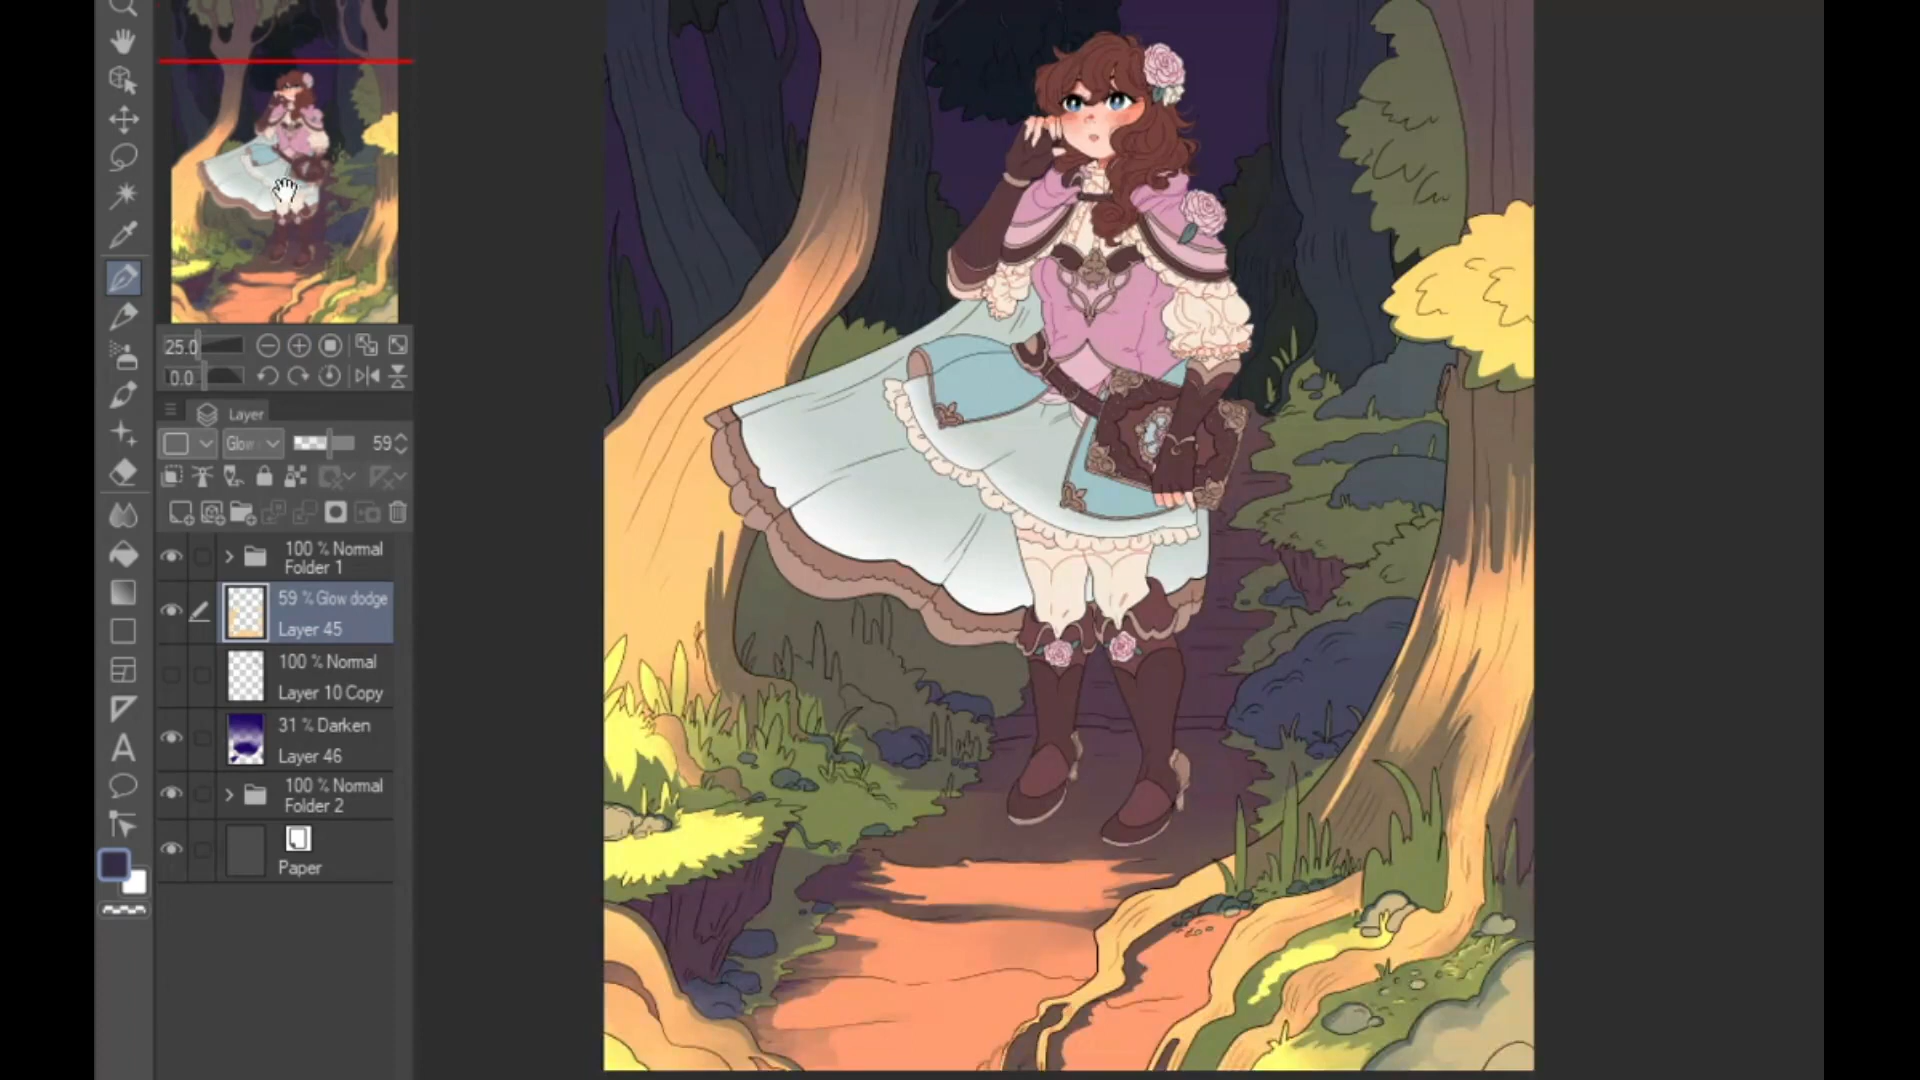 25.0
0.0
Layer
Glow
59
100 % Normal
Folder 1
59 % Glow dodge
Layer 45
100 % Normal
Layer 10 Copy
31 % Darken
Layer 46
100 % Normal
Folder 2
Paper